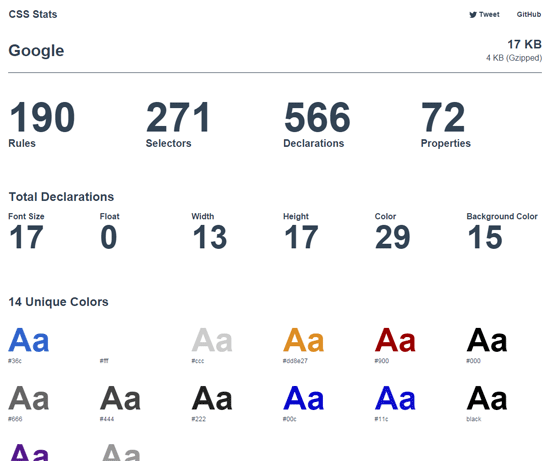 CSS Stats Tweet GitHub
Google 17 KB
4 KB (Gzipped)
190 271 566 72
Rules Selectors Declarations Properties
Total Declarations
Font Size Float Width Height Color Background Color
17 0 13 17 29 15
14 Unique Colors
Aa Aa Aa Aa Aa
#36c #fff #ccc #dd8e27 #900 #000
Aa Aa Aa Aa Aa Aa
#666 #444 #222 #00c #11c black
Aa Aa